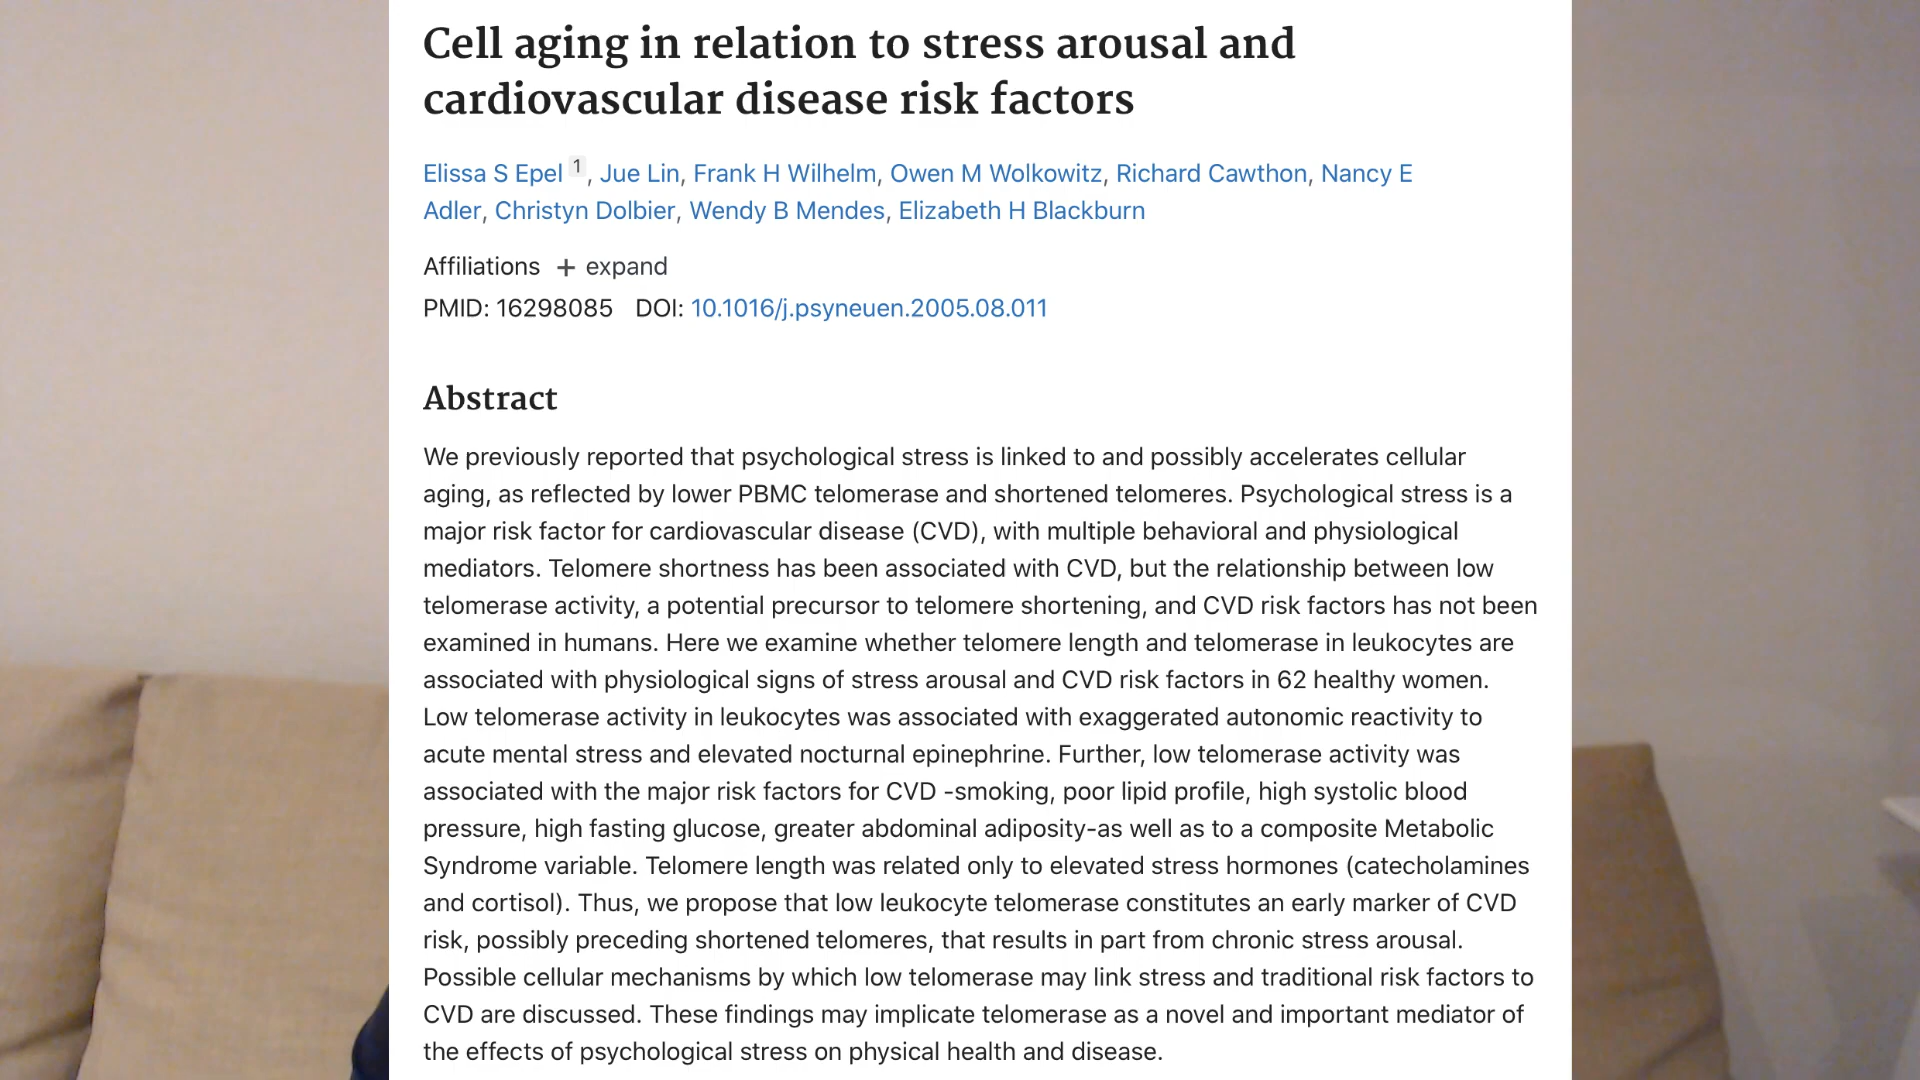 Cell aging in relation to stress arousal and
cardiovascular disease risk factors
Elissa S Epel 1, Jue Lin, Frank H Wilhelm, Owen M Wolkowitz, Richard Cawthon, Nancy E
Adler, Christyn Dolbier, Wendy B Mendes, Elizabeth H Blackburn
Affiliations + expand
PMID: 16298085 DOI: 10.1016/j.psyneuen.2005.08.011
Abstract
We previously reported that psychological stress is linked to and possibly accelerates cellular
aging, as reflected by lower PBMC telomerase and shortened telomeres. Psychological stress is a
major risk factor for cardiovascular disease (CVD), with multiple behavioral and physiological
mediators. Telomere shortness has been associated with CVD, but the relationship between low
telomerase activity, a potential precursor to telomere shortening, and CVD risk factors has not been
examined in humans. Here we examine whether telomere length and telomerase in leukocytes are
associated with physiological signs of stress arousal and CVD risk factors in 62 healthy women.
Low telomerase activity in leukocytes was associated with exaggerated autonomic reactivity to
acute mental stress and elevated nocturnal epinephrine. Further, low telomerase activity was
associated with the major risk factors for CVD -smoking, poor lipid profile, high systolic blood
pressure, high fasting glucose, greater abdominal adiposity-as well as to a composite Metabolic
Syndrome variable. Telomere length was related only to elevated stress hormones (catecholamines
and cortisol). Thus, we propose that low leukocyte telomerase constitutes an early marker of CVD
risk, possibly preceding shortened telomeres, that results in part from chronic stress arousal.
Possible cellular mechanisms by which low telomerase may link stress and traditional risk factors to
CVD are discussed. These findings may implicate telomerase as a novel and important mediator of
the effects of psychological stress on physical health and disease.